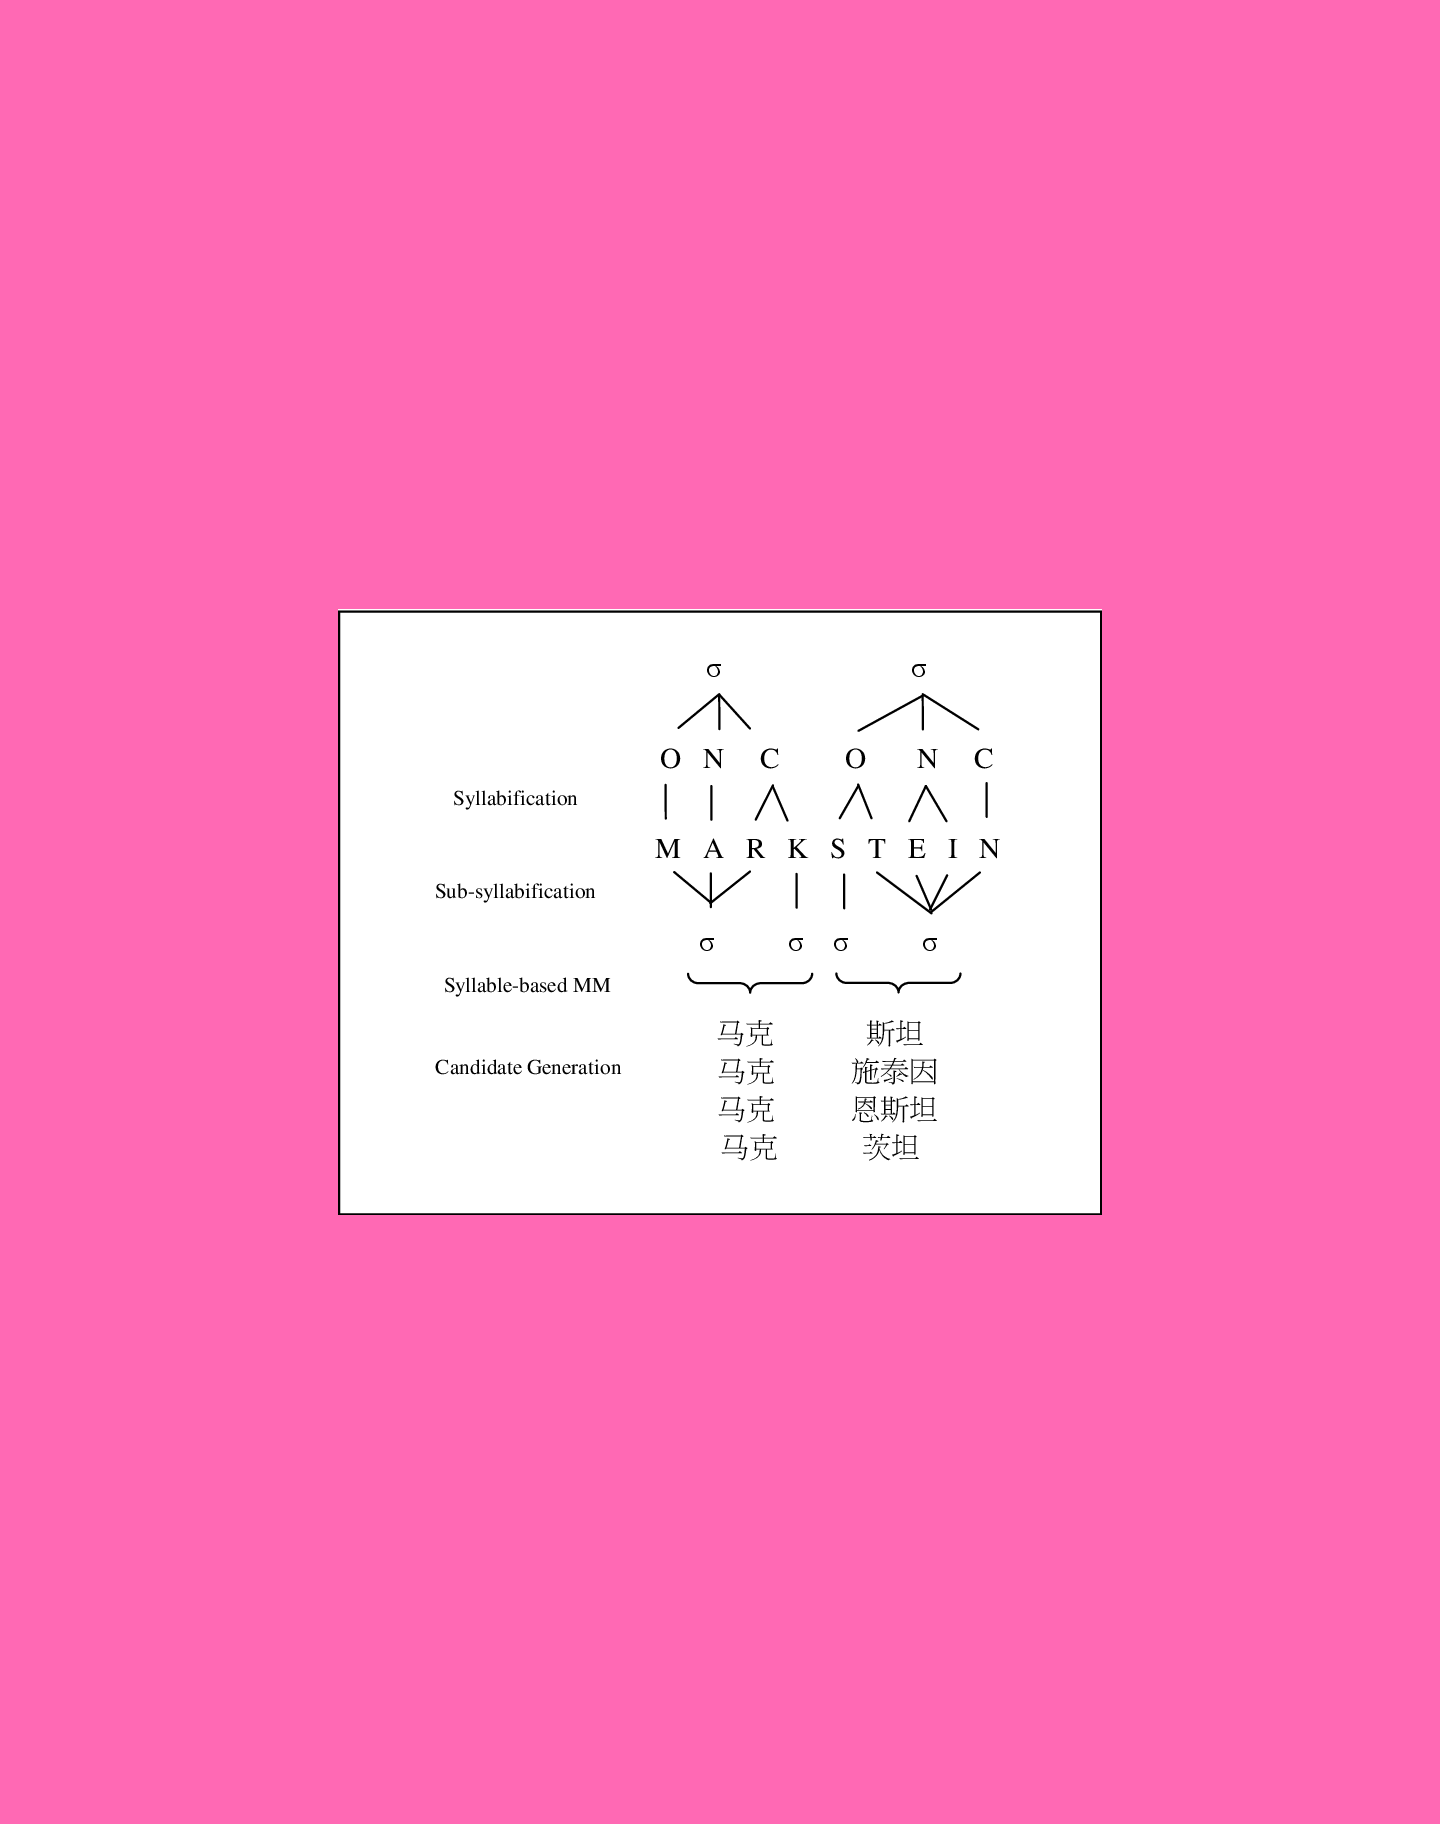 σ σ
O N C O N C
Syllabification
M A R K S T E I N
Sub-syllabification
σ σ σ σ
Syllable-based MM
马克 斯坦
Candidate Generation
马克 施泰因
马克 恩斯坦
马克 茨坦